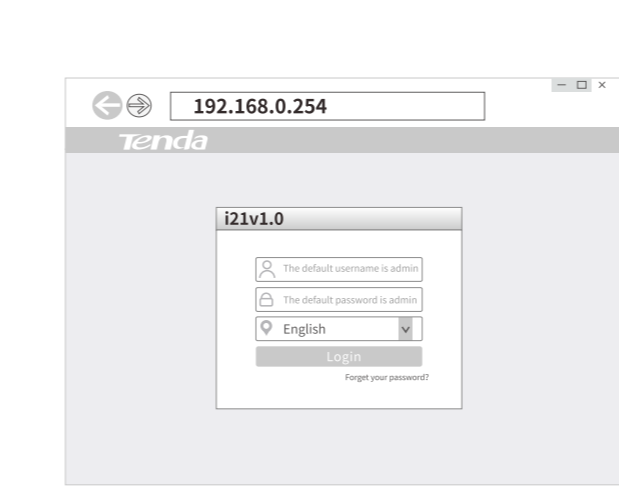 192.168.0.254
Tenda
i21v1.0
The default username is admin
The default password is admin
English
Login
Forget your password?